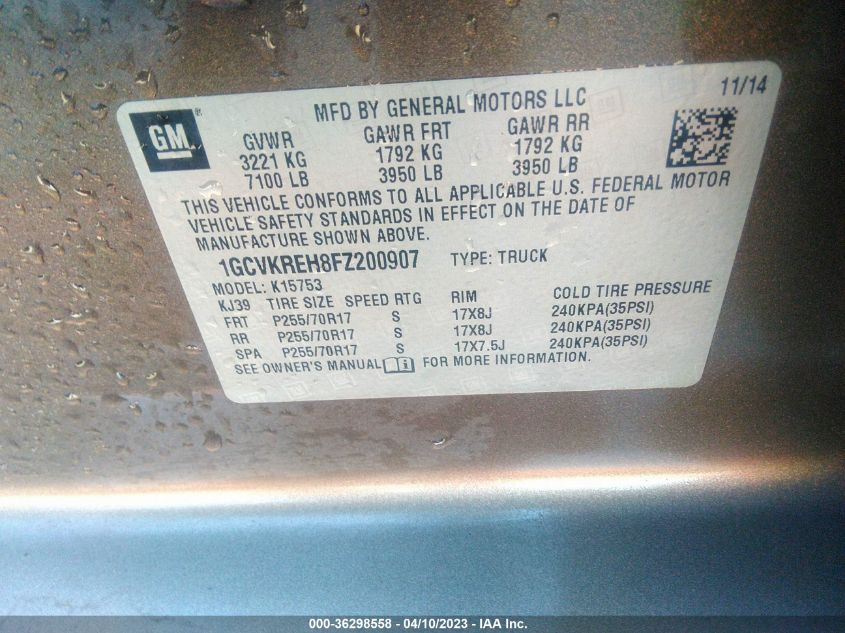 GM
MFD BY GENERAL MOTORS LLC
11/14
GVWR GAWR FRT GAWR RR
3221 KG 1792 KG 1792 KG
7100 LB 3950 LB 3950 LB
THIS VEHICLE CONFORMS TO ALL APPLICABLE U.S. FEDERAL MOTOR
VEHICLE SAFETY STANDARDS IN EFFECT ON THE DATE OF
MANUFACTURE SHOWN ABOVE.
1GCVKREH8FZ200907 TYPE: TRUCK
MODEL: K15753
KJ39 TIRE SIZE SPEED RTG RIM COLD TIRE PRESSURE
FRT P255/70R17 S 17X8J 240KPA(35PSI)
RR P255/70R17 S 17X8J 240KPA(35PSI)
SPA P255/70R17 S 17X7.5J 240KPA(35PSI)
SEE OWNER'S MANUAL FOR MORE INFORMATION.
000-36298558 - 04/10/2023 - IAA Inc.